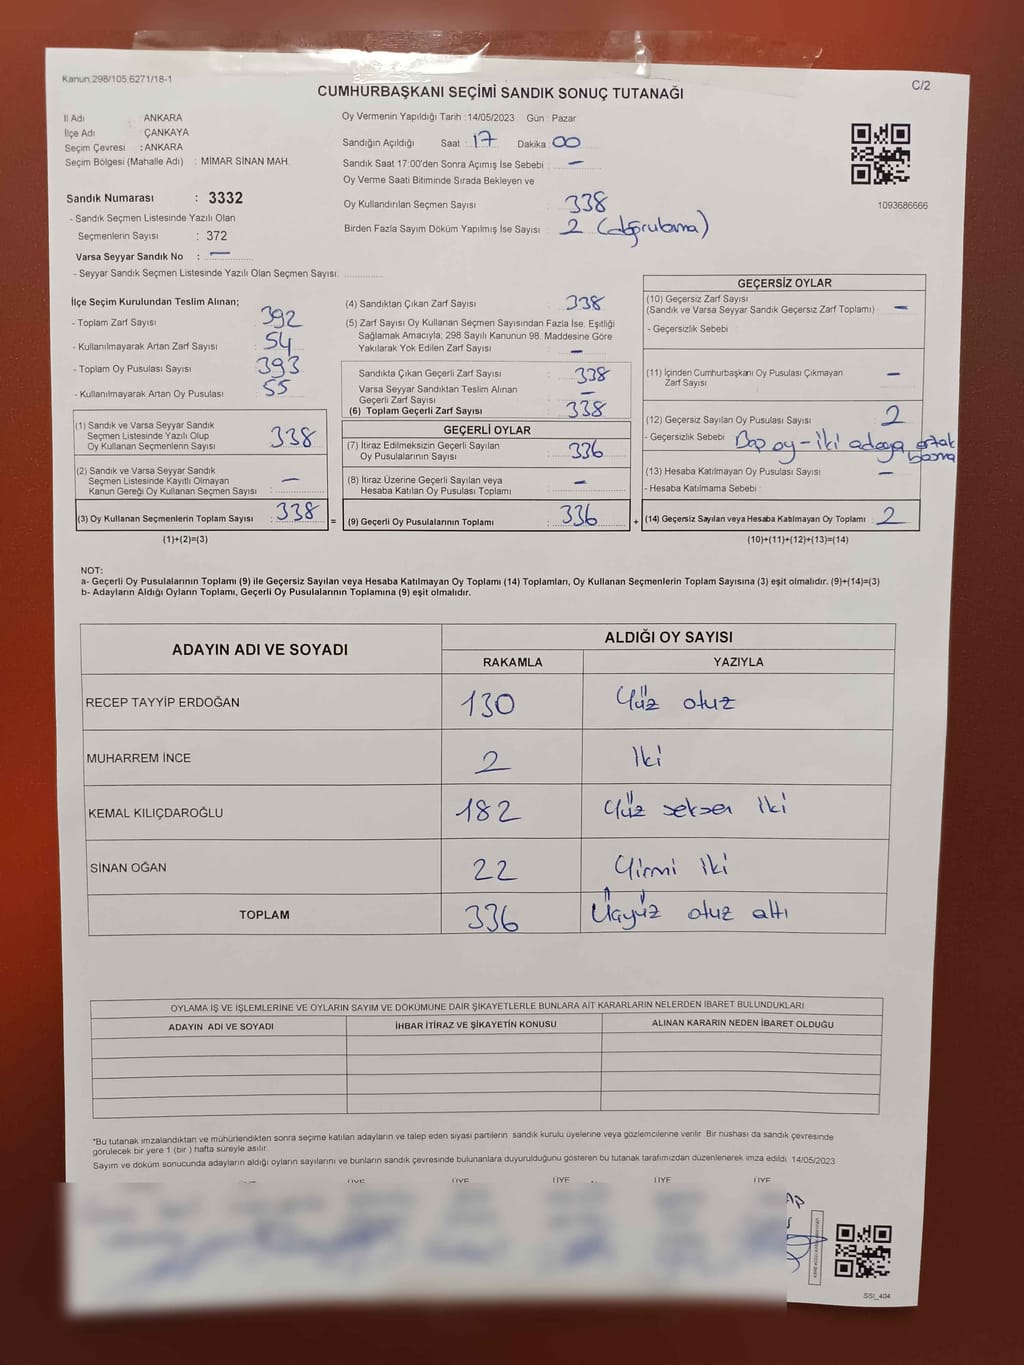 Kanun.298/105.6271/18-1
C/2
CUMHURBAŞKANI SEÇİMİ SANDIK SONUÇ TUTANAĞI
İl Adı ANKARA
İlçe Adı : ÇANKAYA
Seçim Çevresi : ANKARA
Seçim Bölgesi (Mahalle Adı) : MİMAR SİNAN MAH.
Sandık Numarası : 3332
- Sandık Seçmen Listesinde Yazılı Olan
Seçmenlerin Sayısı : 372
Varsa Seyyar Sandık No : —
- Seyyar Sandık Seçmen Listesinde Yazılı Olan Seçmen Sayısı:
Oy Vermenin Yapıldığı Tarih : 14/05/2023 Gün : Pazar
Sandığın Açıldığı Saat : 17 Dakika : 00
Sandık Saat 17:00'den Sonra Açımış İse Sebebi : —
Oy Verme Saati Bitiminde Sırada Bekleyen ve
Oy Kullandırılan Seçmen Sayısı : 338
Birden Fazla Sayım Döküm Yapılmış İse Sayısı : 2 (doğrulama)
1093686666
İlçe Seçim Kurulundan Teslim Alınan;
- Toplam Zarf Sayısı : 392
- Kullanılmayarak Artan Zarf Sayısı : 54
- Toplam Oy Pusulası Sayısı : 393
- Kullanılmayarak Artan Oy Pusulası : 55
(1) Sandık ve Varsa Seyyar Sandık
Seçmen Listesinde Yazılı Olup
Oy Kullanan Seçmenlerin Sayısı : 338
(2) Sandık ve Varsa Seyyar Sandık
Seçmen Listesinde Kayıtlı Olmayan
Kanun Gereği Oy Kullanan Seçmen Sayısı : —
(3) Oy Kullanan Seçmenlerin Toplam Sayısı : 338
(1)+(2)=(3)
=
(4) Sandıktan Çıkan Zarf Sayısı : 338
(5) Zarf Sayısı Oy Kullanan Seçmen Sayısından Fazla İse, Eşitliği
Sağlamak Amacıyla; 298 Sayılı Kanunun 98. Maddesine Göre
Yakılarak Yok Edilen Zarf Sayısı : —
Sandıkta Çıkan Geçerli Zarf Sayısı : 338
Varsa Seyyar Sandıktan Teslim Alınan
Geçerli Zarf Sayısı : —
(6) Toplam Geçerli Zarf Sayısı : 338
GEÇERLİ OYLAR
(7) İtiraz Edilmeksizin Geçerli Sayılan
Oy Pusulalarının Sayısı : 336
(8) İtiraz Üzerine Geçerli Sayılan veya
Hesaba Katılan Oy Pusulası Toplamı : —
(9) Geçerli Oy Pusulalarının Toplamı : 336
+
GEÇERSİZ OYLAR
(10) Geçersiz Zarf Sayısı
(Sandık ve Varsa Seyyar Sandık Geçersiz Zarf Toplamı) : —
- Geçersizlik Sebebi :
(11) İçinden Cumhurbaşkanı Oy Pusulası Çıkmayan
Zarf Sayısı : —
(12) Geçersiz Sayılan Oy Pusulası Sayısı : 2
- Geçersizlik Sebebi : Boş oy - iki adaya ortak
basma
(13) Hesaba Katılmayan Oy Pusulası Sayısı : —
- Hesaba Katılmama Sebebi :
(14) Geçersiz Sayılan veya Hesaba Katılmayan Oy Toplamı : 2
(10)+(11)+(12)+(13)=(14)
NOT:
a- Geçerli Oy Pusulalarının Toplamı (9) ile Geçersiz Sayılan veya Hesaba Katılmayan Oy Toplamı (14) Toplamları, Oy Kullanan Seçmenlerin Toplam Sayısına (3) eşit olmalıdır. (9)+(14)=(3)
b- Adayların Aldığı Oyların Toplamı, Geçerli Oy Pusulalarının Toplamına (9) eşit olmalıdır.
ADAYIN ADI VE SOYADI
ALDIĞI OY SAYISI
RAKAMLA YAZIYLA
RECEP TAYYİP ERDOĞAN 130 Yüz otuz
MUHARREM İNCE 2 İki
KEMAL KILIÇDAROĞLU 182 Yüz seksen iki
SİNAN OĞAN 22 Yirmi iki
TOPLAM 336 Üçyüz otuz altı
OYLAMA İŞ VE İŞLEMLERİNE VE OYLARIN SAYIM VE DÖKÜMÜNE DAİR ŞİKAYETLERLE BUNLARA AİT KARARLARIN NELERDEN İBARET BULUNDUKLARI
ADAYIN ADI VE SOYADI İHBAR İTİRAZ VE ŞİKAYETİN KONUSU ALINAN KARARIN NEDEN İBARET OLDUĞU
*Bu tutanak imzalandıktan ve mühürlendikten sonra seçime katılan adayların ve talep eden siyasi partilerin sandık kurulu üyelerine veya gözlemcilerine verilir. Bir nüshası da sandık çevresinde
görülecek bir yere 1 (bir) hafta süreyle asılır.
Sayım ve döküm sonucunda adayların aldığı oyların sayılarını ve bunların sandık çevresinde bulunanlara duyurulduğunu gösteren bu tutanak tarafımızdan düzenlenerek imza edildi. 14/05/2023
ÜYE ÜYE ÜYE ÜYE ÜYE
SSI_404